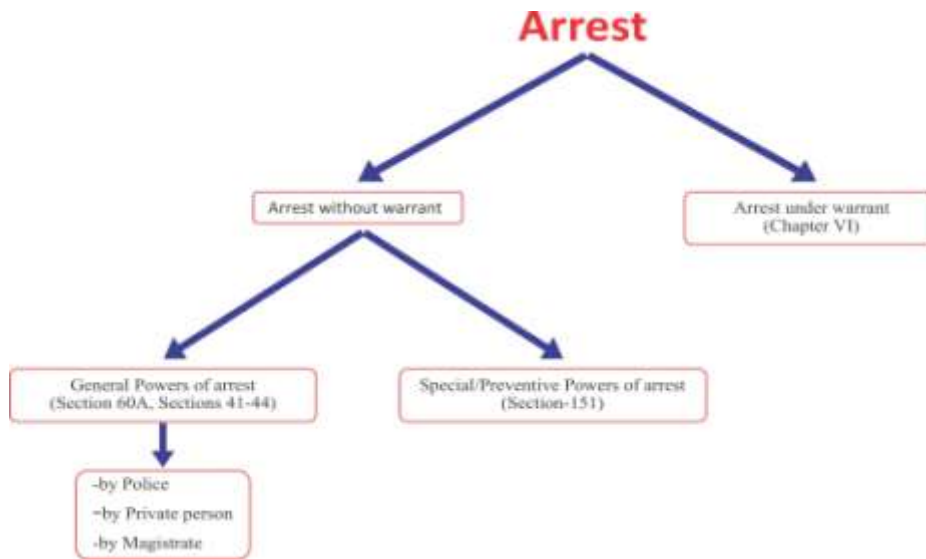 Arrest
Arrest without warrant
Arrest under warrant
(Chapter VI)
General Powers of arrest
(Section 60A, Sections 41-44)
Special/Preventive Powers of arrest
(Section-151)
-by Police
-by Private person
-by Magistrate